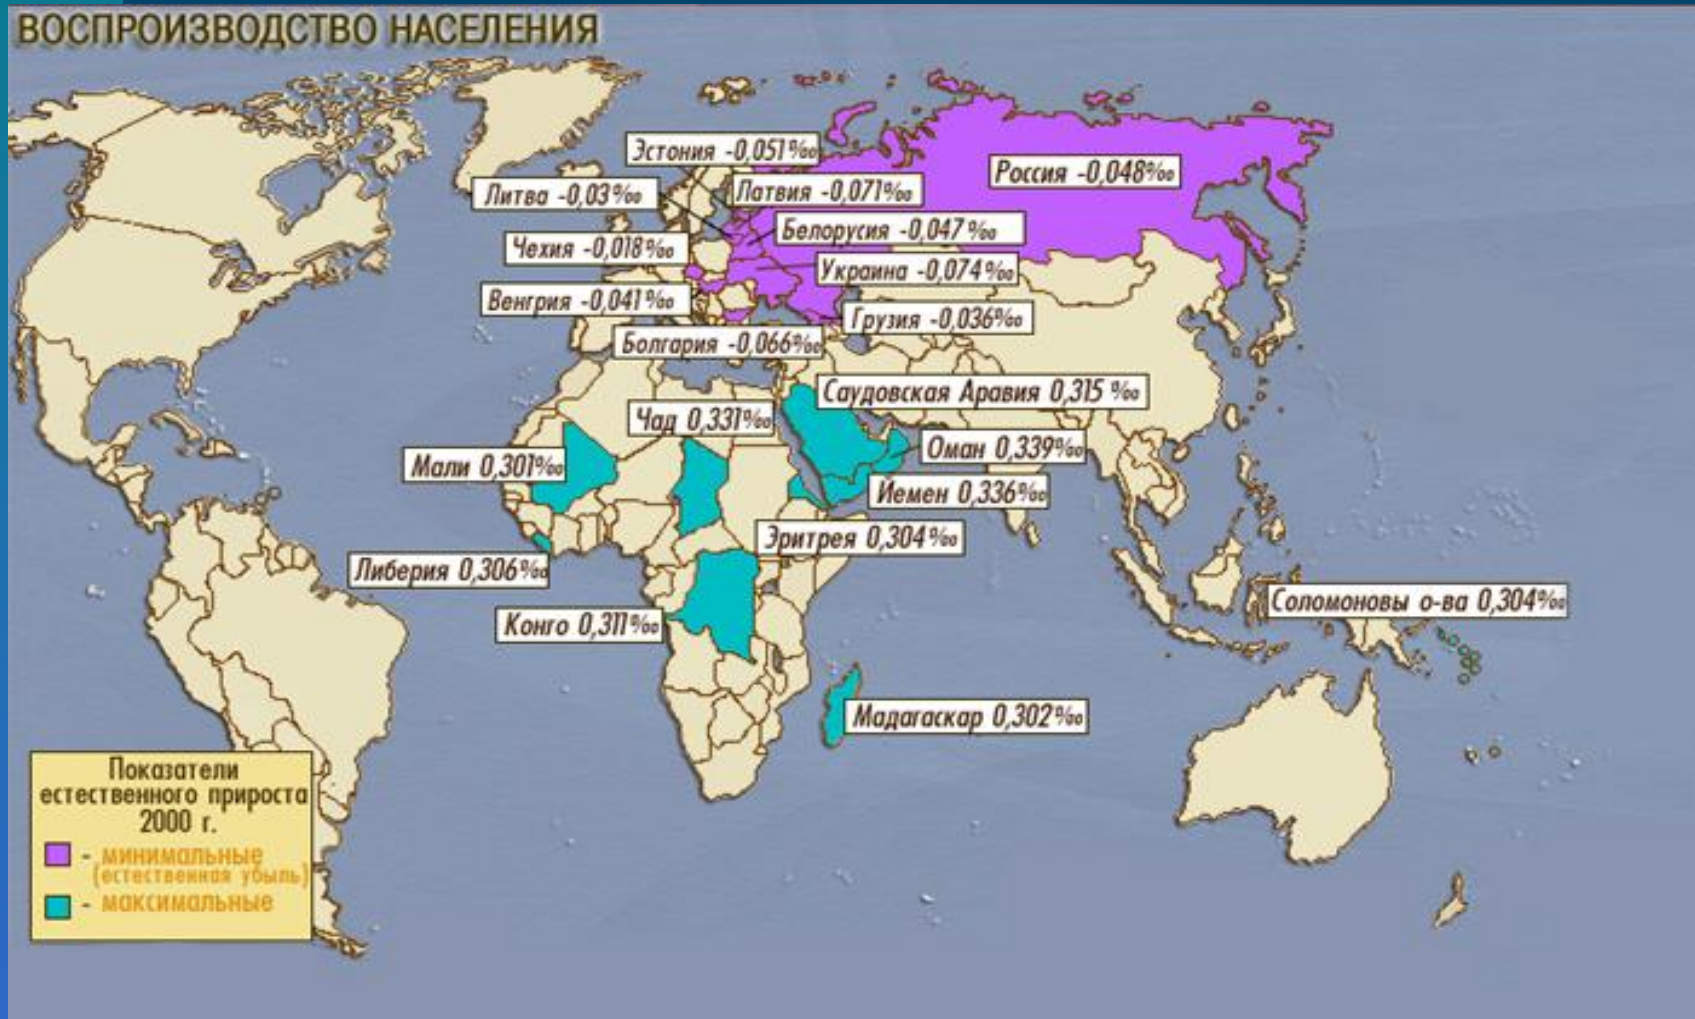 ВОСПРОИЗВОДСТВО НАСЕЛЕНИЯ
Эстония -0,051‰
Россия -0,048‰
Литва -0,03‰
Латвия -0,071‰
Белорусия -0,047‰
Чехия -0,018‰
Украина -0,074‰
Венгрия -0,041‰
Грузия -0,036‰
Болгария -0,066‰
Саудовская Аравия 0,315 ‰
Чад 0,331‰
Оман 0,339‰
Мали 0,301‰
Йемен 0,336‰
Эритрея 0,304‰
Либерия 0,306‰
Соломоновы о-ва 0,304‰
Конго 0,311‰
Мадагаскар 0,302‰
Показатели
естественного прироста
2000 г.
- минимальные
(естественная убыль)
- максимальные